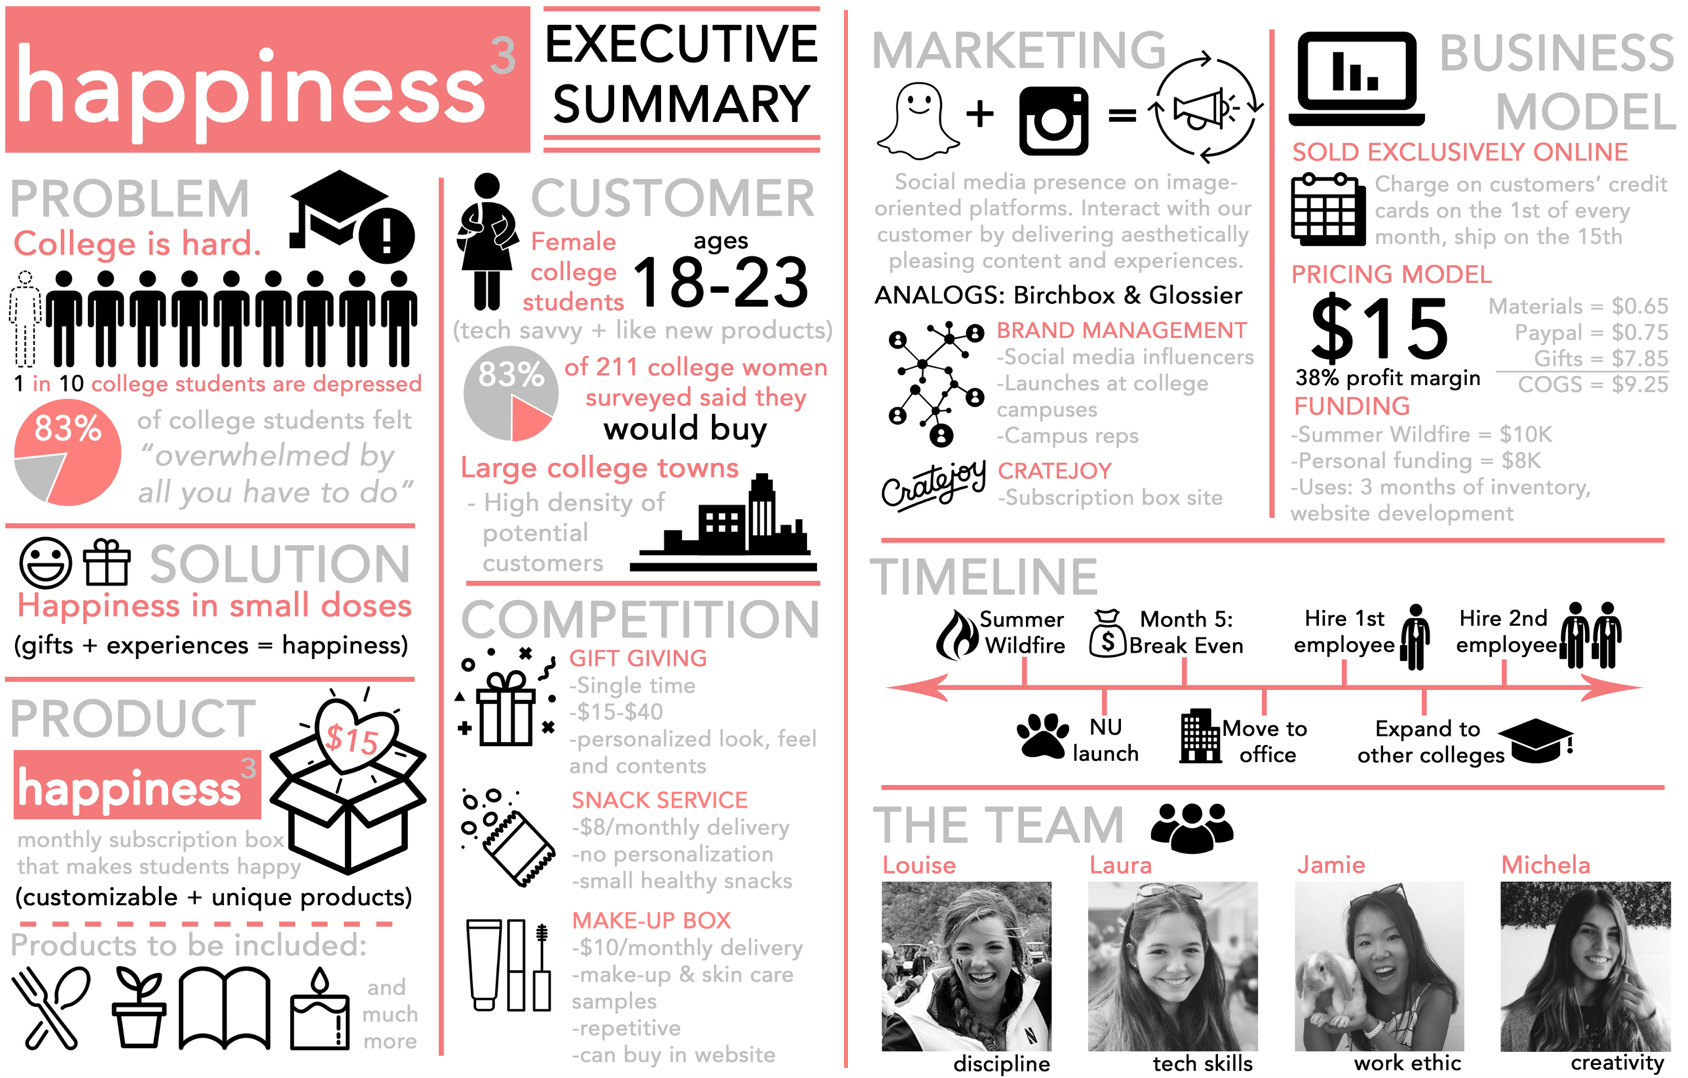 happiness³
EXECUTIVE
SUMMARY
PROBLEM
College is hard.
1 in 10 college students are depressed
83%
of college students felt
“overwhelmed by
all you have to do”
SOLUTION
Happiness in small doses
(gifts + experiences = happiness)
PRODUCT
$15
happiness³
monthly subscription box
that makes students happy
(customizable + unique products)
Products to be included:
and
much
more
CUSTOMER
Female
college
students
ages
18-23
(tech savvy + like new products)
83%
of 211 college women
surveyed said they
would buy
Large college towns
- High density of
potential
customers
COMPETITION
GIFT GIVING
-Single time
-$15-$40
-personalized look, feel
and contents
SNACK SERVICE
-$8/monthly delivery
-no personalization
-small healthy snacks
MAKE-UP BOX
-$10/monthly delivery
-make-up & skin care
samples
-repetitive
-can buy in website
MARKETING
+ =
Social media presence on image-
oriented platforms. Interact with our
customer by delivering aesthetically
pleasing content and experiences.
ANALOGS: Birchbox & Glossier
BRAND MANAGEMENT
-Social media influencers
-Launches at college
campuses
-Campus reps
Cratejoy
CRATEJOY
-Subscription box site
BUSINESS
MODEL
SOLD EXCLUSIVELY ONLINE
Charge on customers’ credit
cards on the 1st of every
month, ship on the 15th
PRICING MODEL
$15
38% profit margin
Materials = $0.65
Paypal = $0.75
Gifts = $7.85
COGS = $9.25
FUNDING
-Summer Wildfire = $10K
-Personal funding = $8K
-Uses: 3 months of inventory,
website development
TIMELINE
Summer
Wildfire
$
Month 5:
Break Even
Hire 1st
employee
Hire 2nd
employee
NU
launch
Move to
office
Expand to
other colleges
THE TEAM
Louise
Laura
Jamie
Michela
N
discipline
tech skills
work ethic
creativity